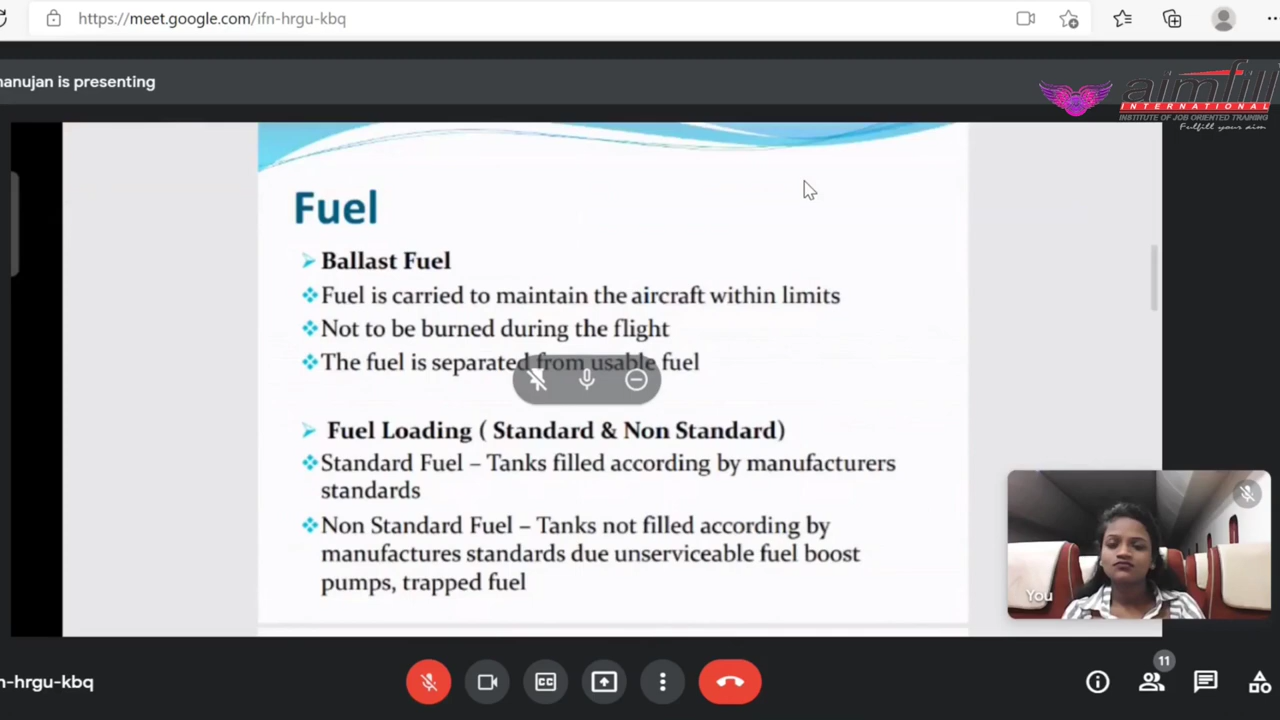 https://meet.google.com/ifn-hrgu-kbq
anujan is presenting
aimfill
INTERNATIONAL
INSTITUTE OF JOB ORIENTED TRAINING
Fulfill your aim
Fuel
Ballast Fuel
Fuel is carried to maintain the aircraft within limits
Not to be burned during the flight
The fuel is separated from usable fuel
Fuel Loading ( Standard & Non Standard)
Standard Fuel – Tanks filled according by manufacturers
standards
Non Standard Fuel – Tanks not filled according by
manufactures standards due unserviceable fuel boost
pumps, trapped fuel
You
n-hrgu-kbq
CC
11